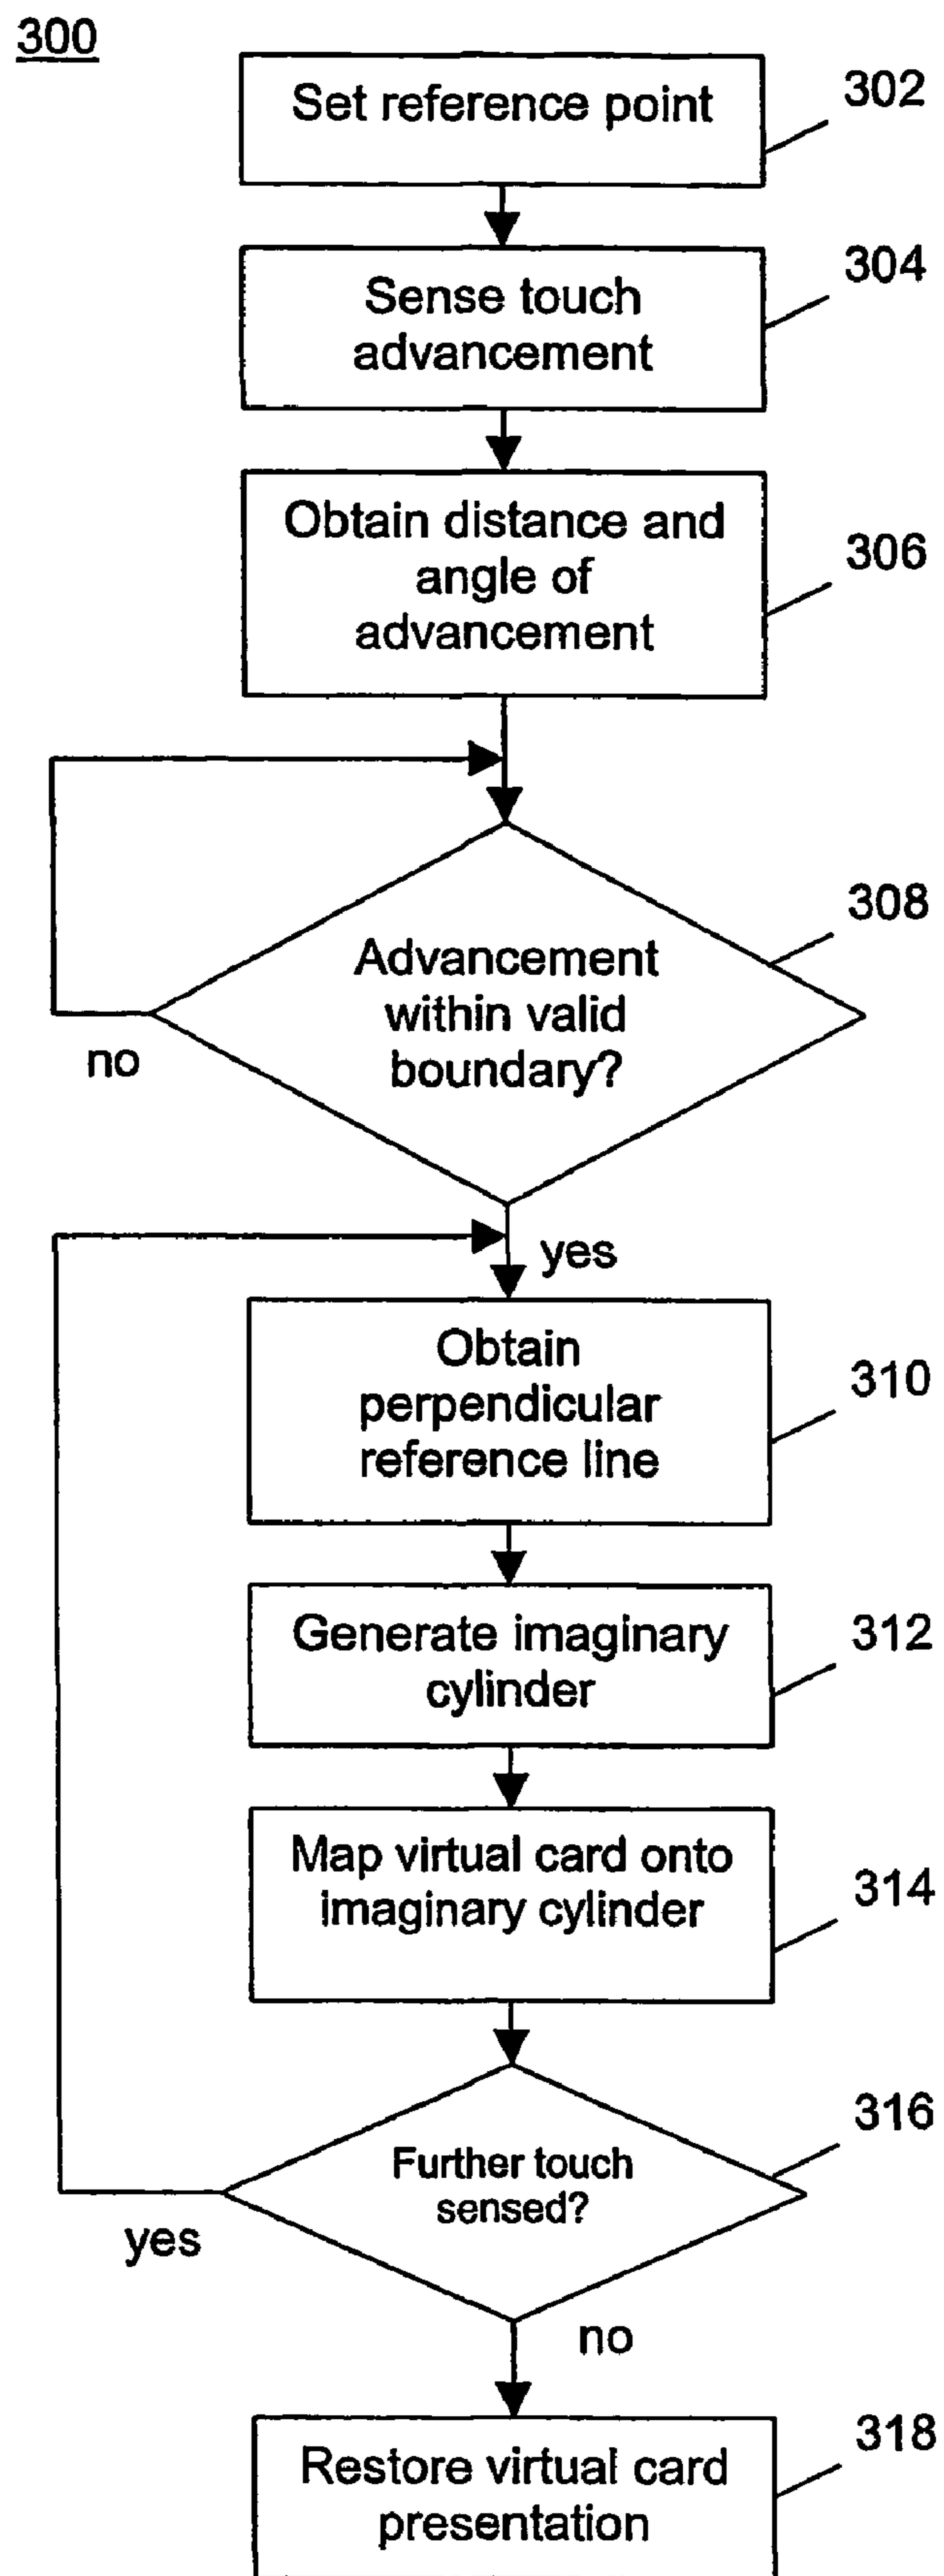 300
Set reference point
302
Sense touch
advancement
304
Obtain distance and
angle of
advancement
306
Advancement
within valid
boundary?
308
no
yes
Obtain
perpendicular
reference line
310
Generate imaginary
cylinder
312
Map virtual card onto
imaginary cylinder
314
Further touch
sensed?
316
yes
no
Restore virtual card
presentation
318